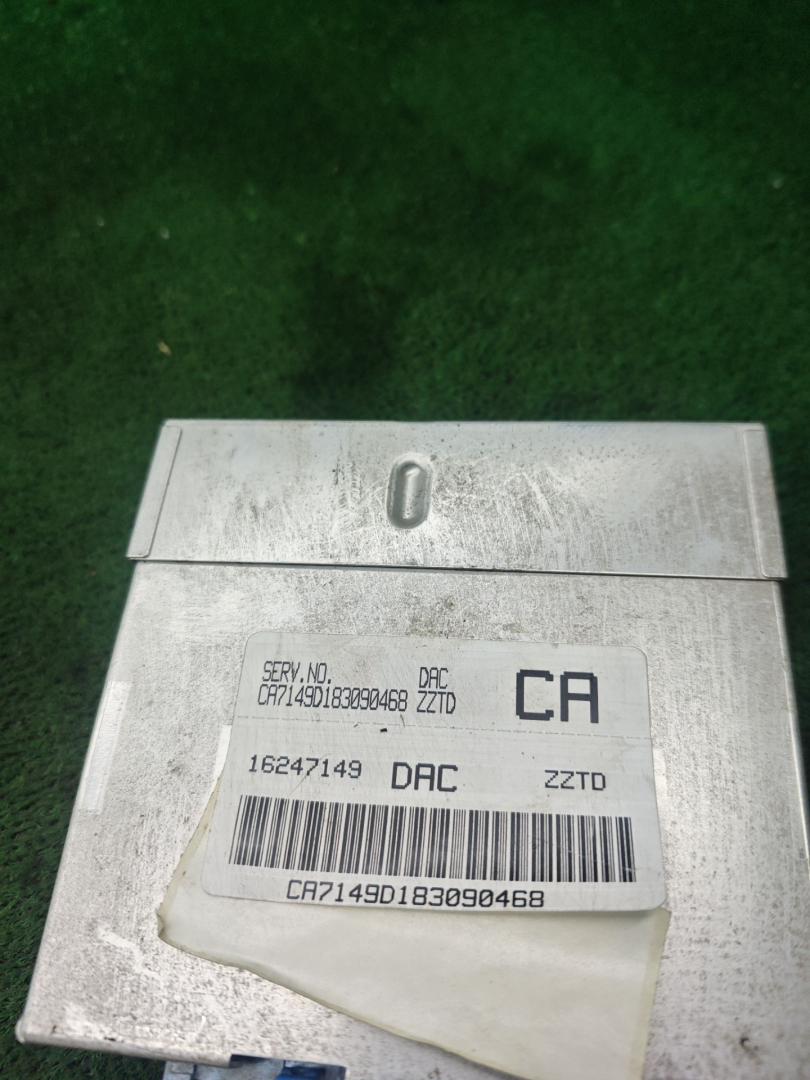 SERV.NO. DAC CA
CA7149D183090468 ZZTD
16247149 DAC ZZTD
CA7149D183090468